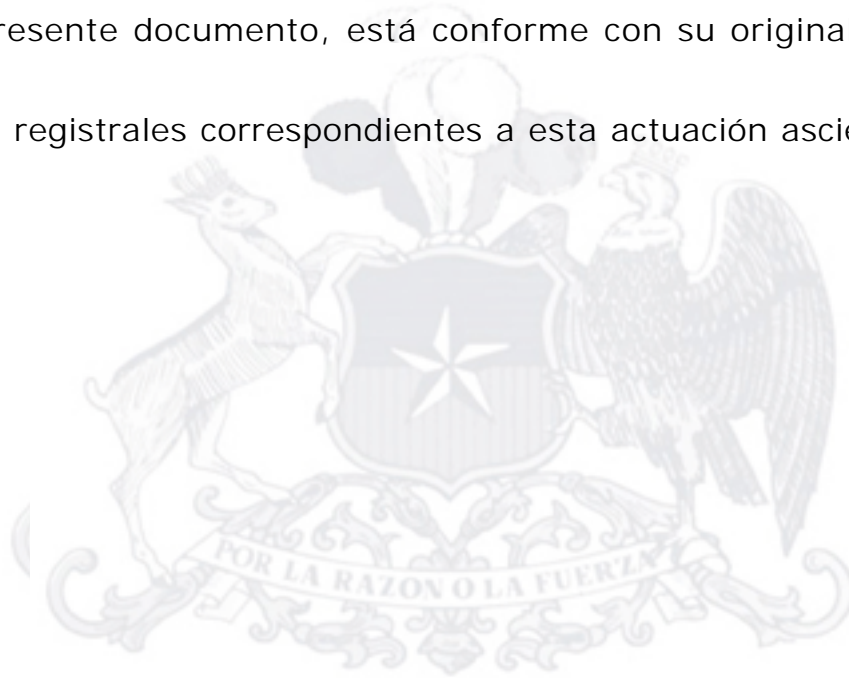 resente documento, está conforme con su origina
registrales correspondientes a esta actuación ascie
POR LA RAZON O LA FUERZA